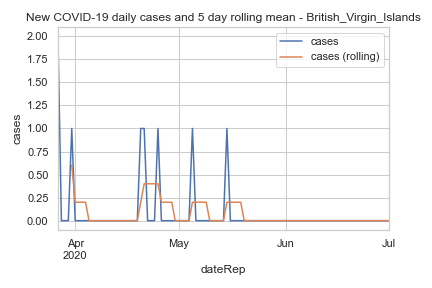 New COVID-19 daily cases and 5 day rolling mean - British_Virgin_Islands
cases
cases (rolling)
2.00
1.75
1.50
1.25
1.00
0.75
0.50
0.25
0.00
cases
Apr
2020
May
Jun
Jul
dateRep